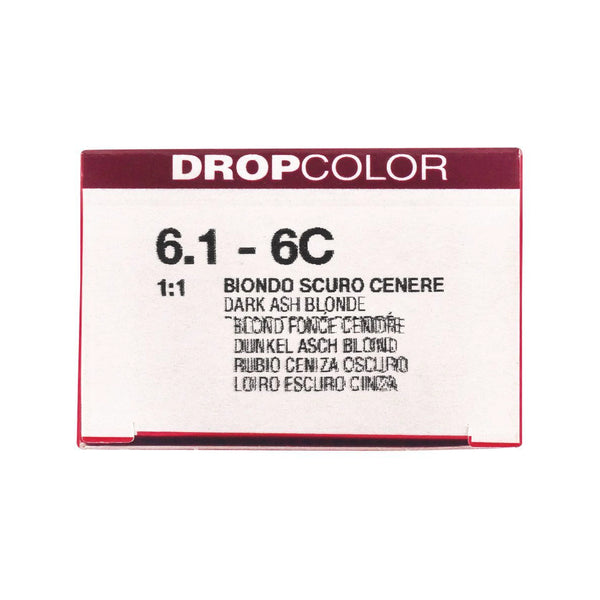 DROPCOLOR
6.1 - 6C
1:1 BIONDO SCURO CENERE
DARK ASH BLONDE
BLOND FONCÉ CENDRÉ
DUNKEL ASCH BLOND
RUBIO CENIZA OSCURO
LOIRO ESCURO CINZA